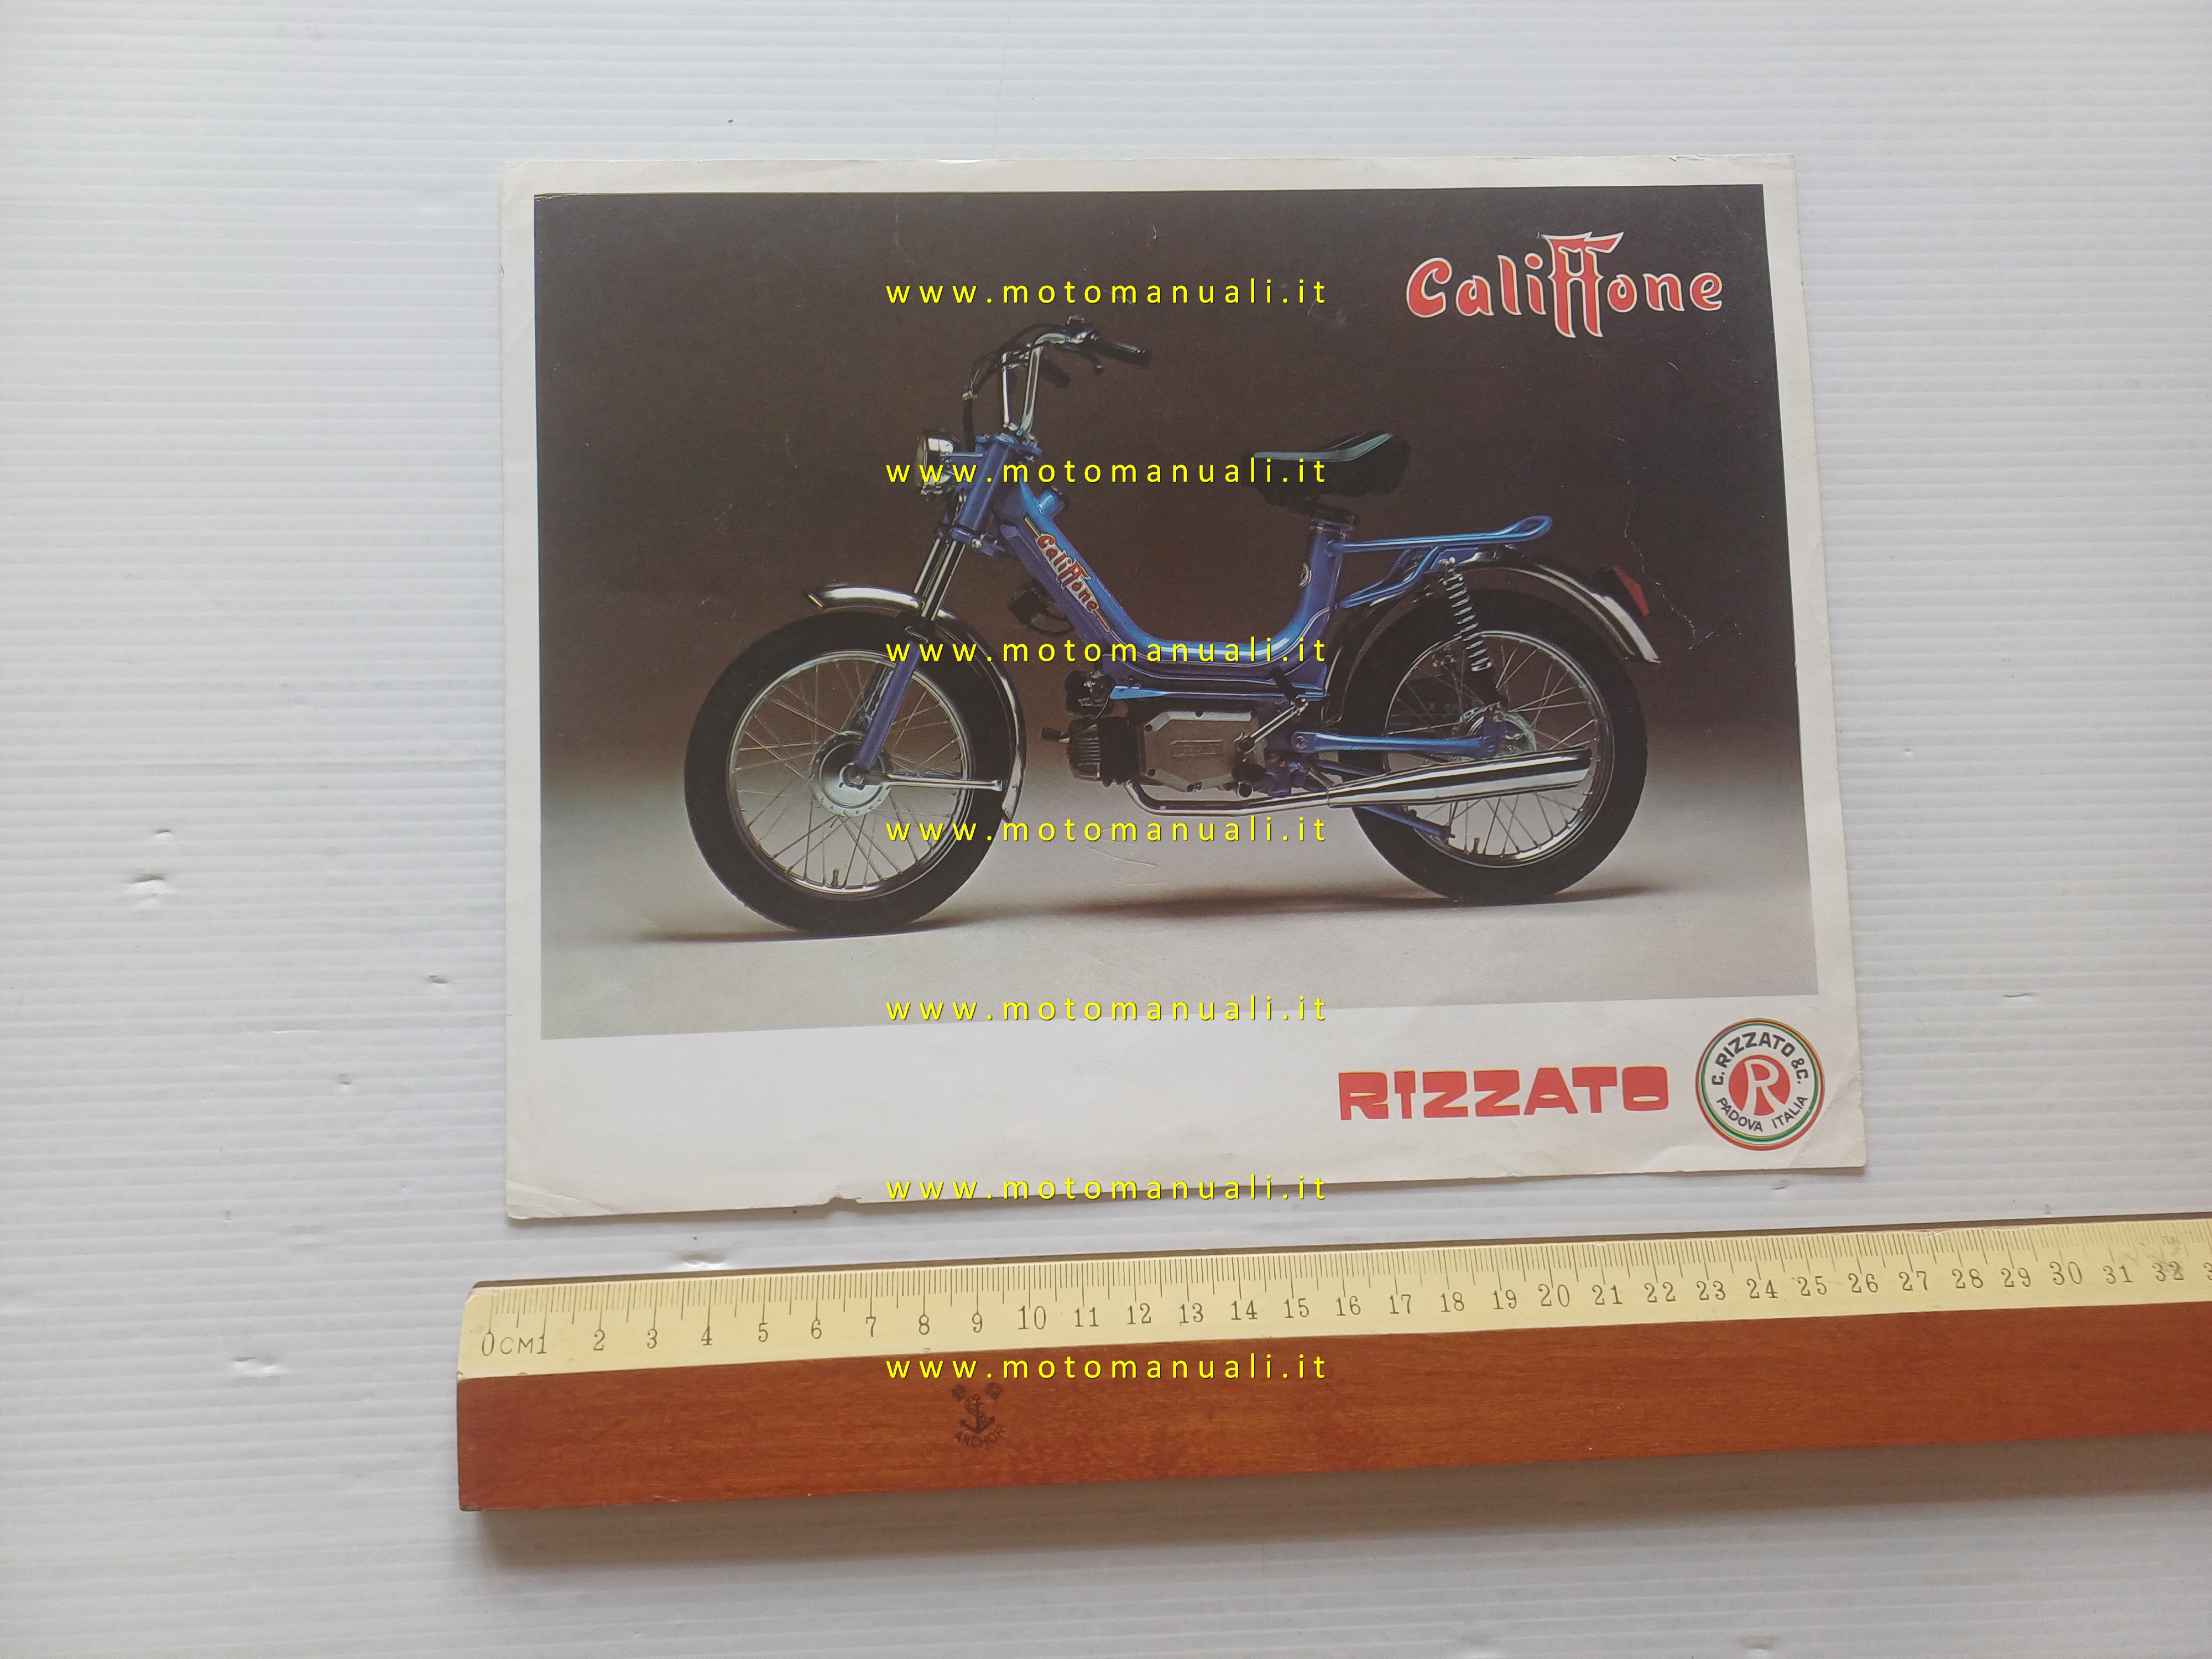 Califfone
www.motomanuali.it
www.motomanuali.it
Califfone
www.motomanuali.it
www.motomanuali.it
www.motomanuali.it
RIZZATO
C. RIZZATO & C.
R
PADOVA ITALIA
www.motomanuali.it
0CM1 2 3 4 5 6 7 8 9 10 11 12 13 14 15 16 17 18 19 20 21 22 23 24 25 26 27 28 29 30 31 32
www.motomanuali.it
ANCHOR